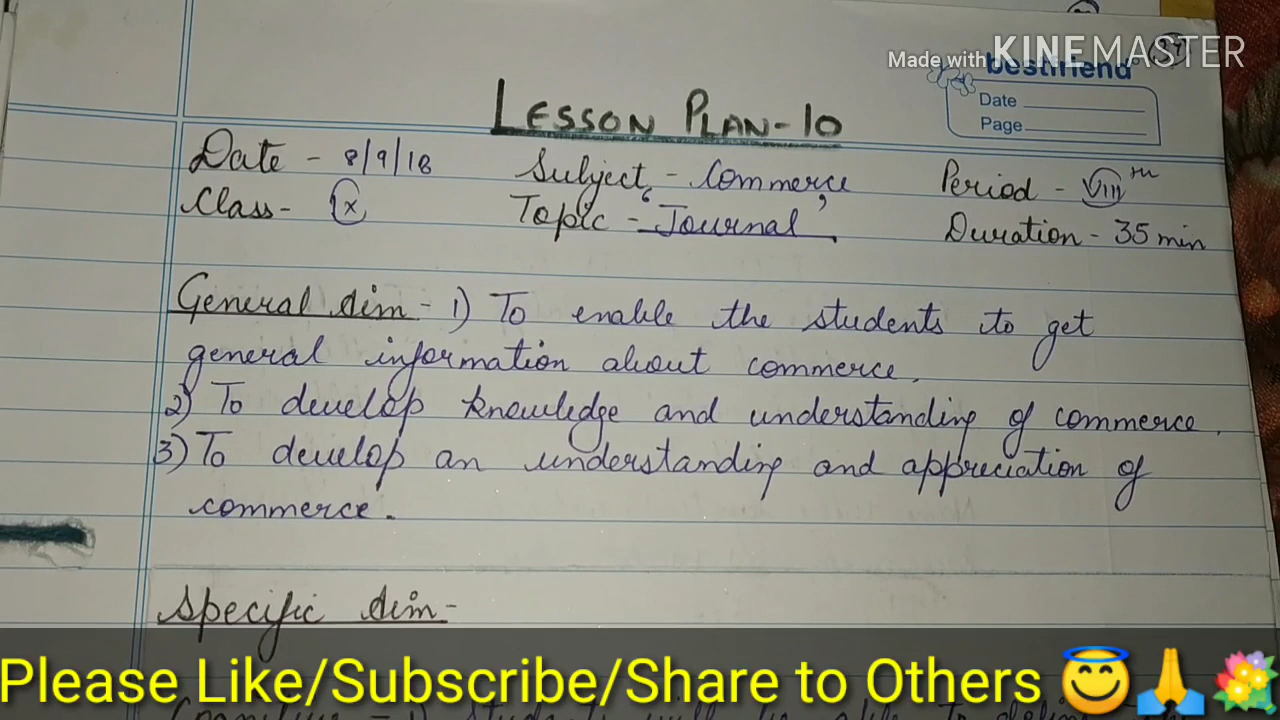 Made with KINEMASTER
bestfriend
Date
Page
LESSON PLAN-10
Date - 8/9/18 Subject - Commerce Period - VIII th
Class - IX Topic - 'Journal' Duration - 35 min
General Aim - 1) To enable the students to get
general information about commerce.
2) To develop knowledge and understanding of commerce.
3) To develop an understanding and appreciation of
commerce.
Specific Aim -
Please Like/Subscribe/Share to Others 😇🙏💐